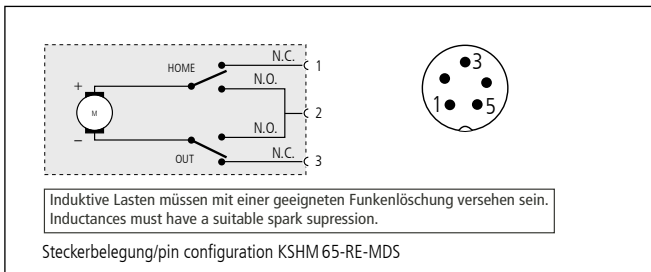 N.C. 1
HOME
N.O.
+
M
2
–
N.O.
OUT
N.C. 3
3
1 5
Induktive Lasten müssen mit einer geeigneten Funkenlöschung versehen sein.
Inductances must have a suitable spark supression.
Steckerbelegung/pin configuration KSHM 65-RE-MDS